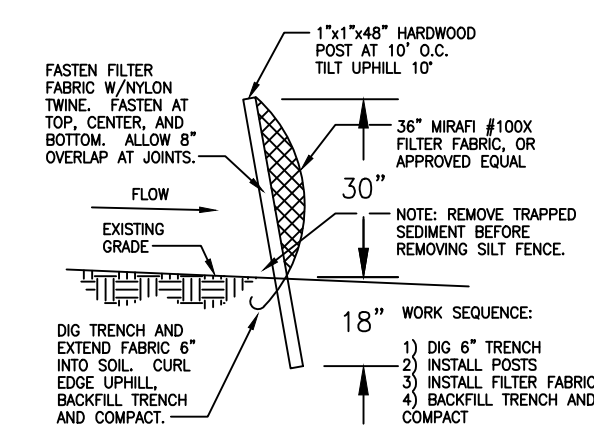 1"x1"x48" HARDWOOD
POST AT 10' O.C.
TILT UPHILL 10°
FASTEN FILTER
FABRIC W/NYLON
TWINE. FASTEN AT
TOP, CENTER, AND
BOTTOM. ALLOW 8"
OVERLAP AT JOINTS.
36" MIRAFI #100X
FILTER FABRIC, OR
APPROVED EQUAL
30"
FLOW
NOTE: REMOVE TRAPPED
SEDIMENT BEFORE
REMOVING SILT FENCE.
EXISTING
GRADE
18"
WORK SEQUENCE:
1) DIG 6" TRENCH
2) INSTALL POSTS
3) INSTALL FILTER FABRIC
4) BACKFILL TRENCH AND
COMPACT
DIG TRENCH AND
EXTEND FABRIC 6"
INTO SOIL. CURL
EDGE UPHILL,
BACKFILL TRENCH
AND COMPACT.